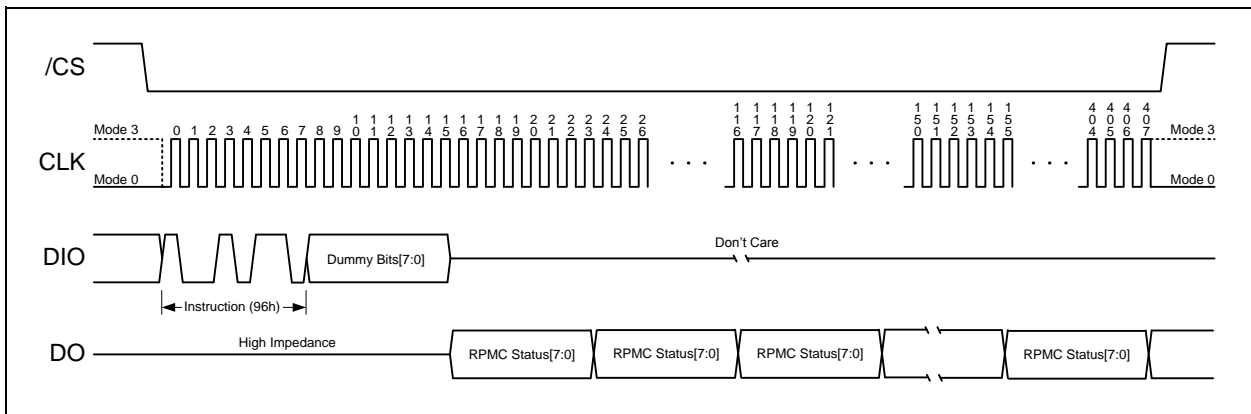 /CS
0 1 2 3 4 5 6 7 8 9 10 11 12 13 14 15 16 17 18 19 20 21 22 23 24 25 26 116 117 118 119 120 121 150 151 152 153 154 155 404 405 406 407
Mode 3
Mode 3
CLK
. . .
. . .
. . .
Mode 0
Mode 0
DIO
Dummy Bits[7:0]
Don't Care
Instruction (96h)
High Impedance
DO
RPMC Status[7:0]
RPMC Status[7:0]
RPMC Status[7:0]
RPMC Status[7:0]